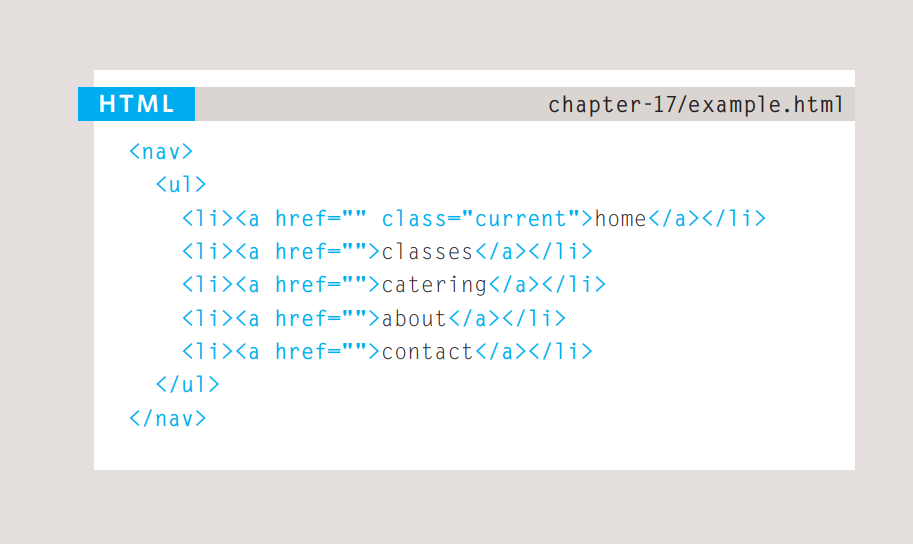 HTML chapter-17/example.html
<nav>
  <ul>
    <li><a href="" class="current">home</a></li>
    <li><a href="">classes</a></li>
    <li><a href="">catering</a></li>
    <li><a href="">about</a></li>
    <li><a href="">contact</a></li>
  </ul>
</nav>